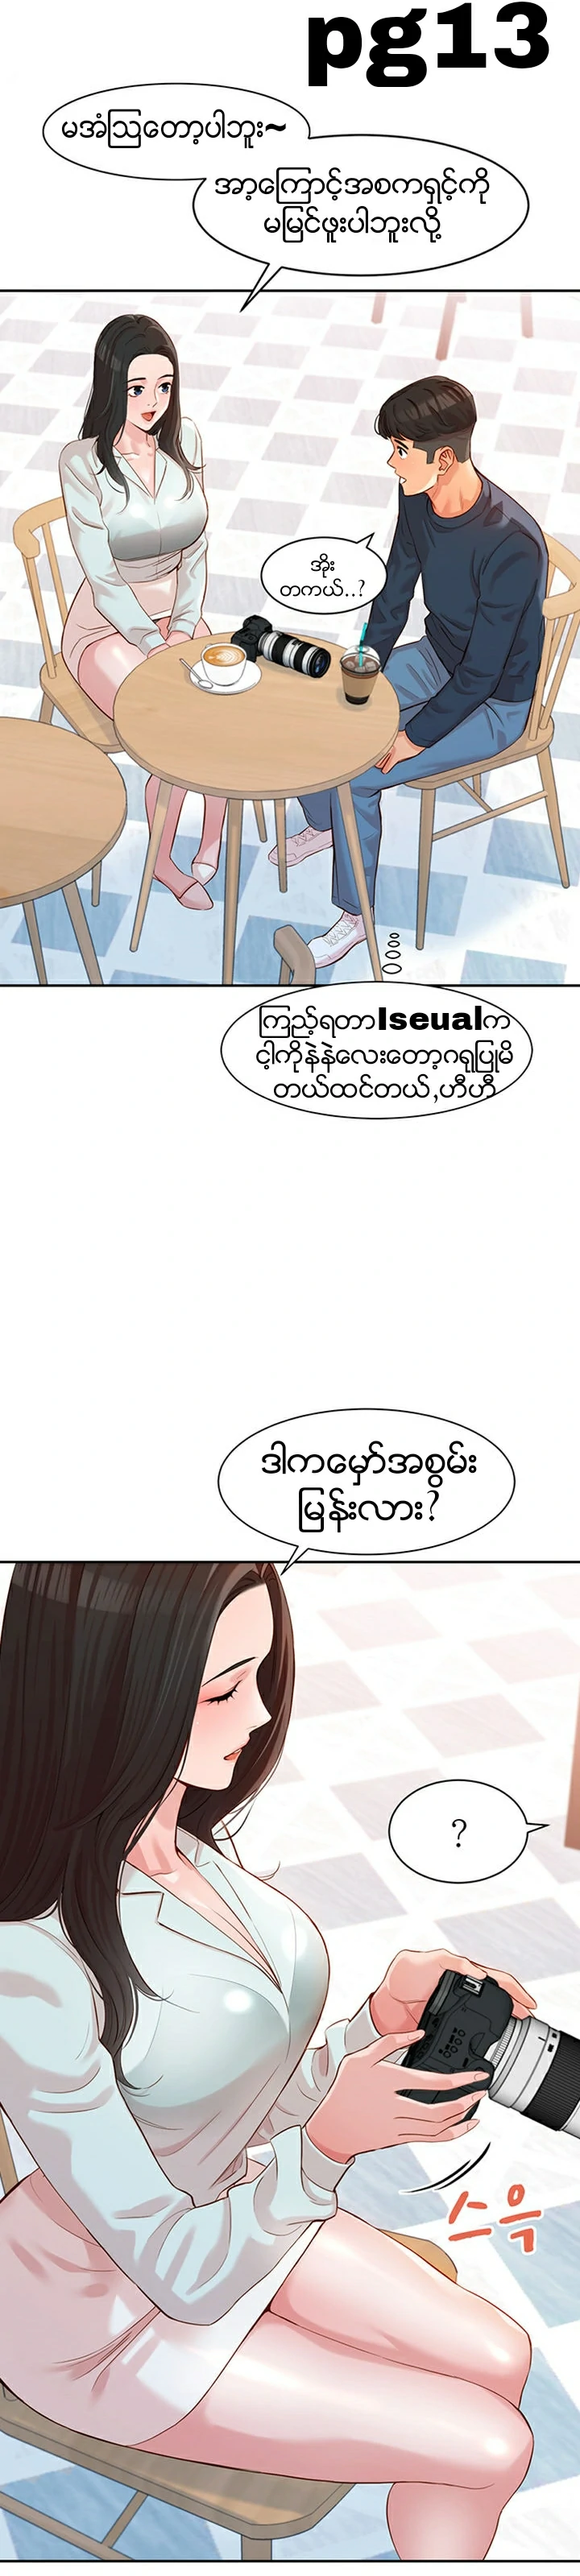 pg13
မအံဩတော့ပါဘူး~
အာ့ကြောင့်အစကရှင့်ကို
မမြင်ဖူးပါဘူးလို့
အိုး
တကယ်..?
ကြည့်ရတာIseualက
ငါ့ကိုနဲနဲလေးတော့ဂရုပြုမိ
တယ်ထင်တယ်,ဟီဟီ
ဒါကမှော်အစွမ်း
မြန်းလား?
?
스윽